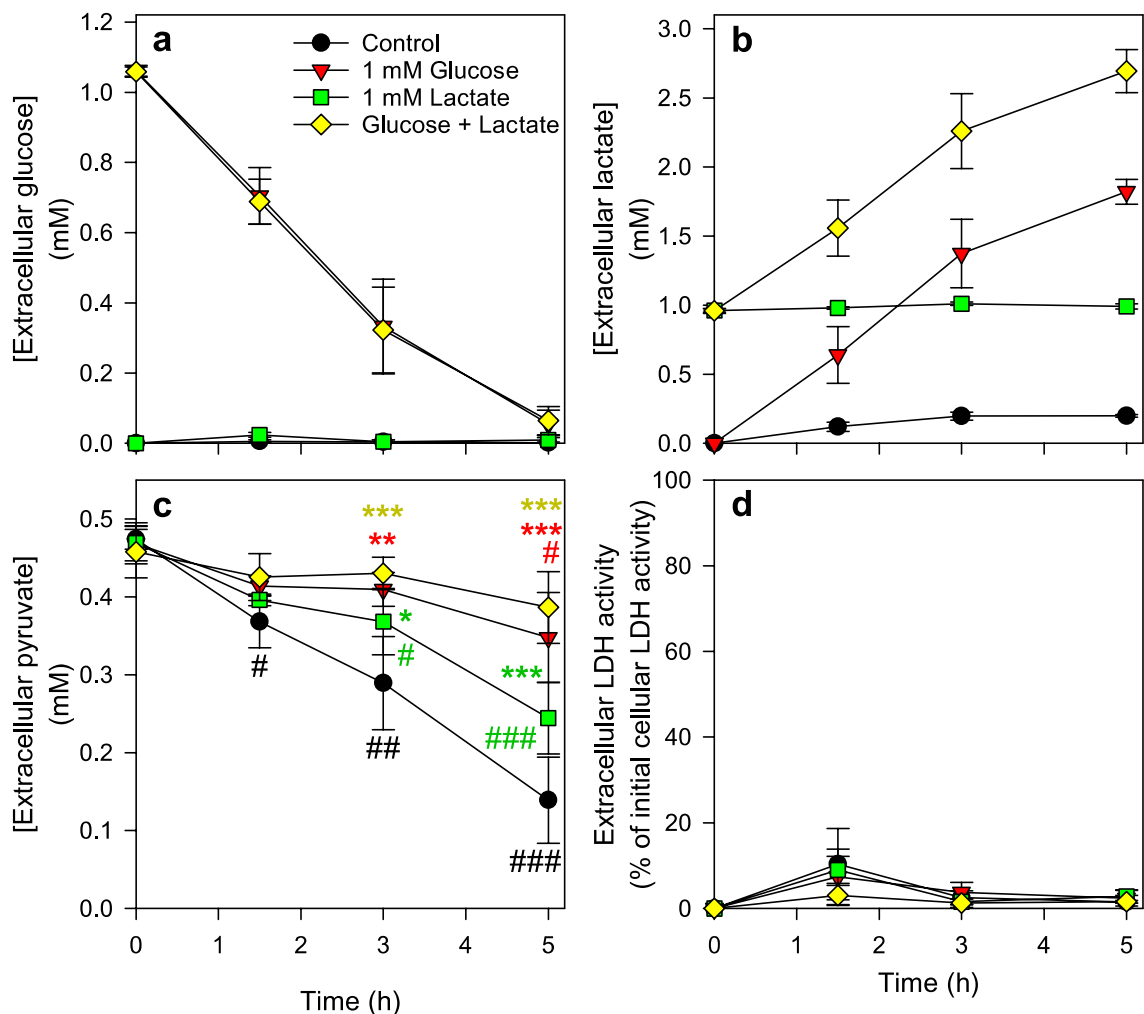 a
Control
1 mM Glucose
1 mM Lactate
Glucose + Lactate
[Extracellular glucose]
(mM)
1.2
1.0
0.8
0.6
0.4
0.2
0.0
b
[Extracellular lactate]
(mM)
3.0
2.5
2.0
1.5
1.0
0.5
0.0
c
[Extracellular pyruvate]
(mM)
0.5
0.4
0.3
0.2
0.1
0.0
***
**
***
***
#
*
#
***
###
#
##
###
0
1
2
3
4
5
Time (h)
d
Extracellular LDH activity
(% of initial cellular LDH activity)
100
80
60
40
20
0
0
1
2
3
4
5
Time (h)